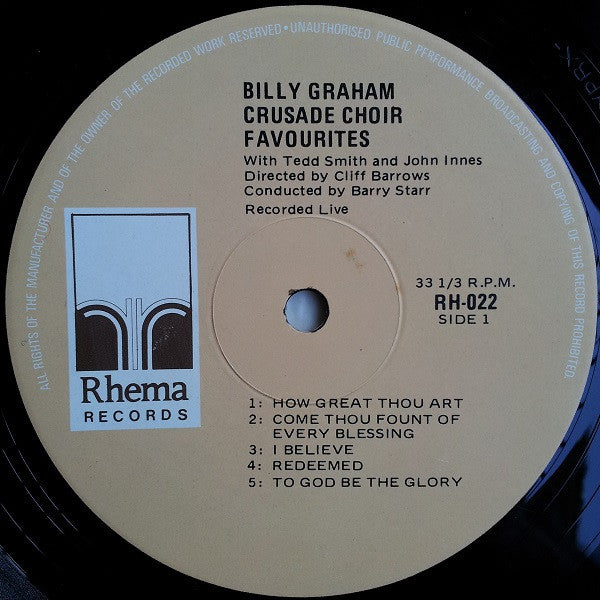 ALL RIGHTS OF THE MANUFACTURER AND OF THE OWNER OF THE RECORDED WORK RESERVED • UNAUTHORISED PUBLIC PERFORMANCE BROADCASTING AND COPYING OF THIS RECORD PROHIBITED.
BILLY GRAHAM
CRUSADE CHOIR
FAVOURITES
With Tedd Smith and John Innes
Directed by Cliff Barrows
Conducted by Barry Starr
Recorded Live
33 1/3 R.P.M.
RH-022
SIDE 1
Rhema
RECORDS
1: HOW GREAT THOU ART
2: COME THOU FOUNT OF
EVERY BLESSING
3: I BELIEVE
4: REDEEMED
5: TO GOD BE THE GLORY